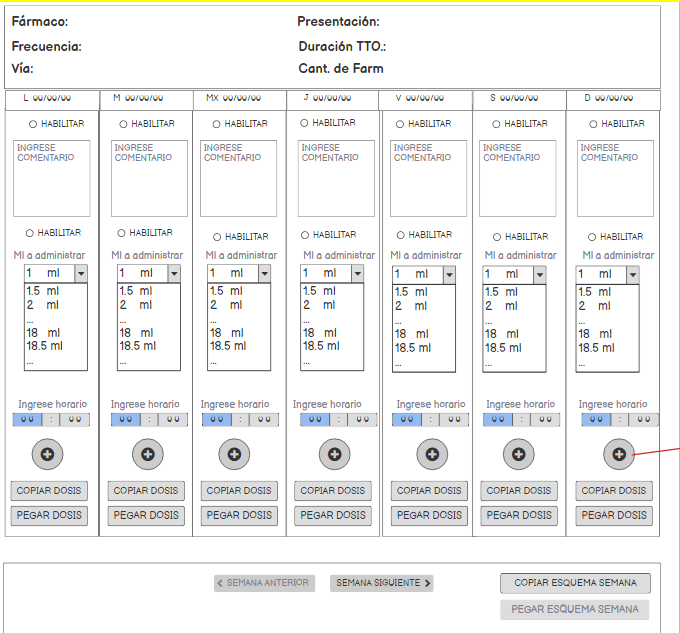 Fármaco: Presentación:
Frecuencia: Duración TTO.:
Vía: Cant. de Farm
L 00/00/00 M 00/00/00 MX 00/00/00 J 00/00/00 V 00/00/00 S 00/00/00 D 00/00/00
HABILITAR HABILITAR HABILITAR HABILITAR HABILITAR HABILITAR HABILITAR
INGRESE INGRESE INGRESE INGRESE INGRESE INGRESE INGRESE
COMENTARIO COMENTARIO COMENTARIO COMENTARIO COMENTARIO COMENTARIO COMENTARIO
HABILITAR HABILITAR HABILITAR HABILITAR HABILITAR HABILITAR HABILITAR
Ml a administrar Ml a administrar Ml a administrar Ml a administrar Ml a administrar Ml a administrar Ml a administrar
1 ml 1 ml 1 ml 1 ml 1 ml 1 ml 1 ml
1.5 ml 1.5 ml 1.5 ml 1.5 ml 1.5 ml 1.5 ml 1.5 ml
2 ml 2 ml 2 ml 2 ml 2 ml 2 ml 2 ml
... ... ... ... ... ... ...
18 ml 18 ml 18 ml 18 ml 18 ml 18 ml 18 ml
18.5 ml 18.5 ml 18.5 ml 18.5 ml 18.5 ml 18.5 ml 18.5 ml
... ... ... ... ... ... ...
Ingrese horario Ingrese horario Ingrese horario Ingrese horario Ingrese horario Ingrese horario Ingrese horario
00 : 00 00 : 00 00 : 00 00 : 00 00 : 00 00 : 00 00 : 00
COPIAR DOSIS COPIAR DOSIS COPIAR DOSIS COPIAR DOSIS COPIAR DOSIS COPIAR DOSIS COPIAR DOSIS
PEGAR DOSIS PEGAR DOSIS PEGAR DOSIS PEGAR DOSIS PEGAR DOSIS PEGAR DOSIS PEGAR DOSIS
< SEMANA ANTERIOR SEMANA SIGUIENTE > COPIAR ESQUEMA SEMANA
PEGAR ESQUEMA SEMANA